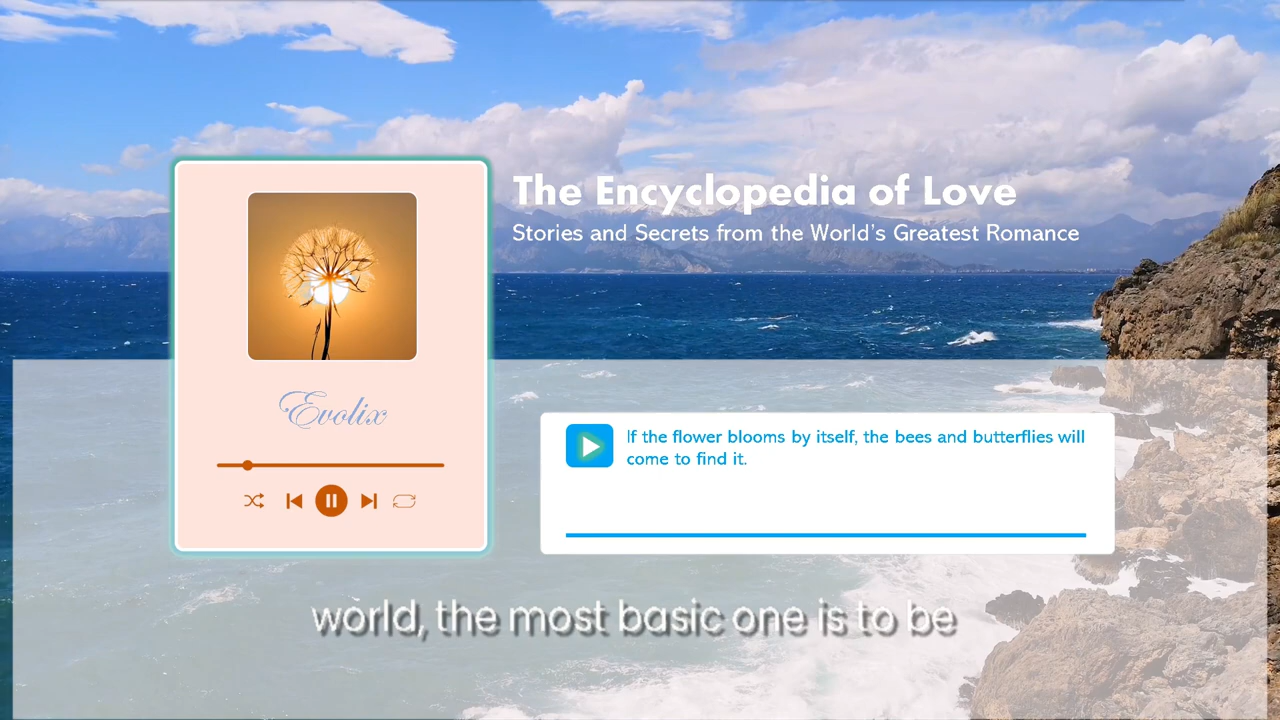 The Encyclopedia of Love
Stories and Secrets from the World's Greatest Romance
Evolix
If the flower blooms by itself, the bees and butterflies will
come to find it.
world, the most basic one is to be